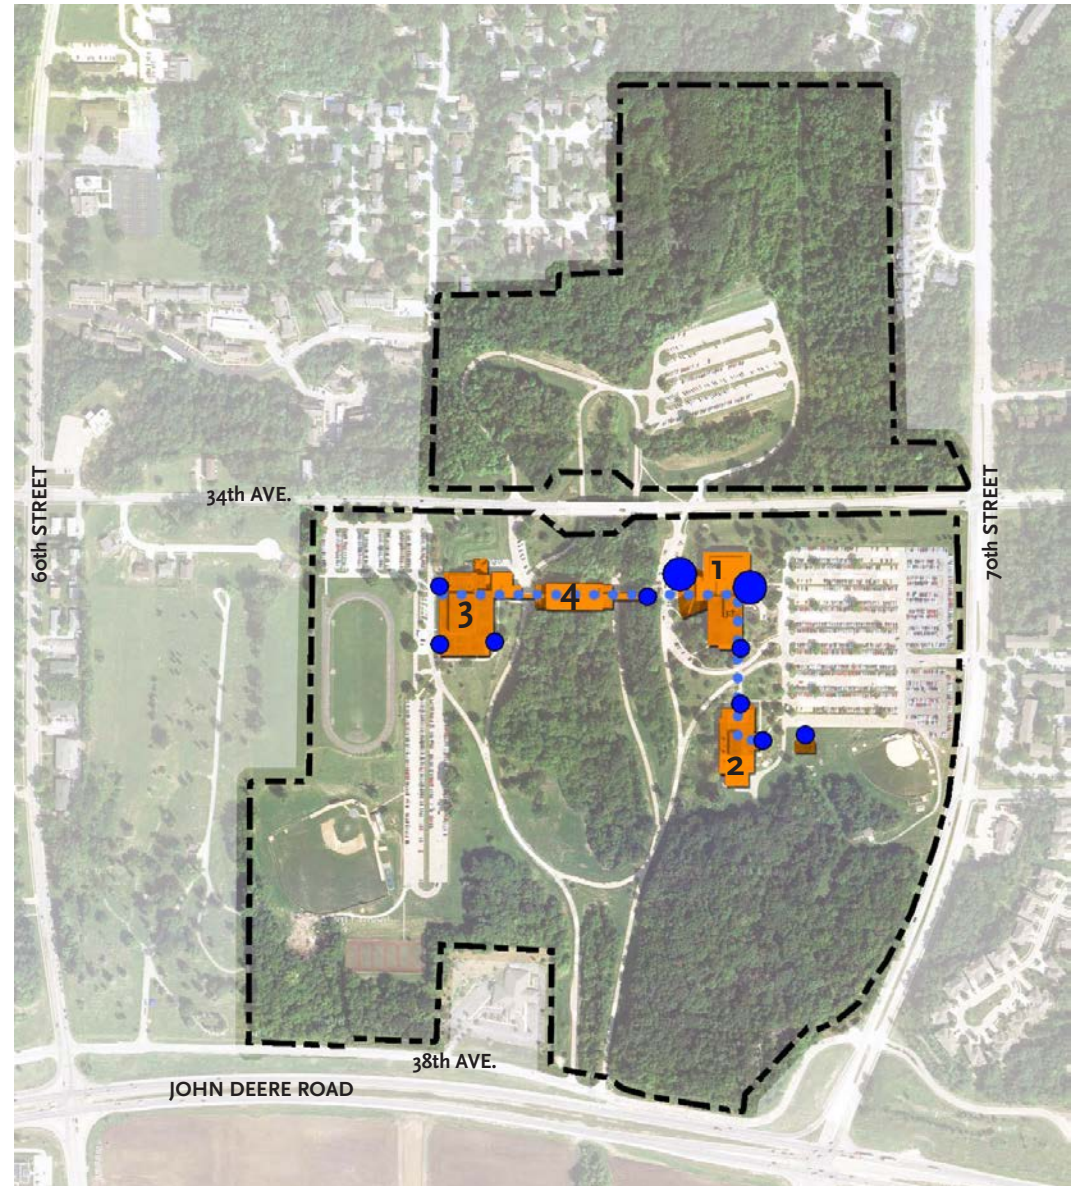 34th AVE.
60th STREET
70th STREET
1
3
4
2
38th AVE.
JOHN DEERE ROAD